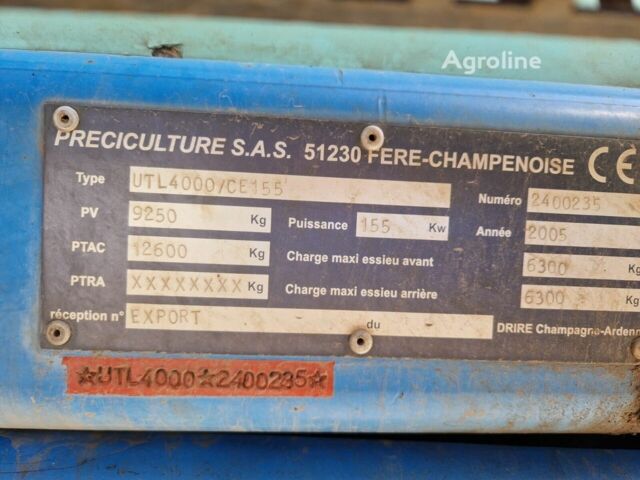 Agroline
PRECICULTURE S.A.S. 51230 FERE-CHAMPENOISE CE
Type UTL4000/CE155 Numéro 2400235
PV 9250 Kg Puissance 155 Kw Année 2005
PTAC 12600 Kg Charge maxi essieu avant 6300 Kg
PTRA XXXXXXXX Kg Charge maxi essieu arrière 6300 Kg
réception n° EXPORT du DRIRE Champagne-Ardenn
☆UTL4000☆2400235☆